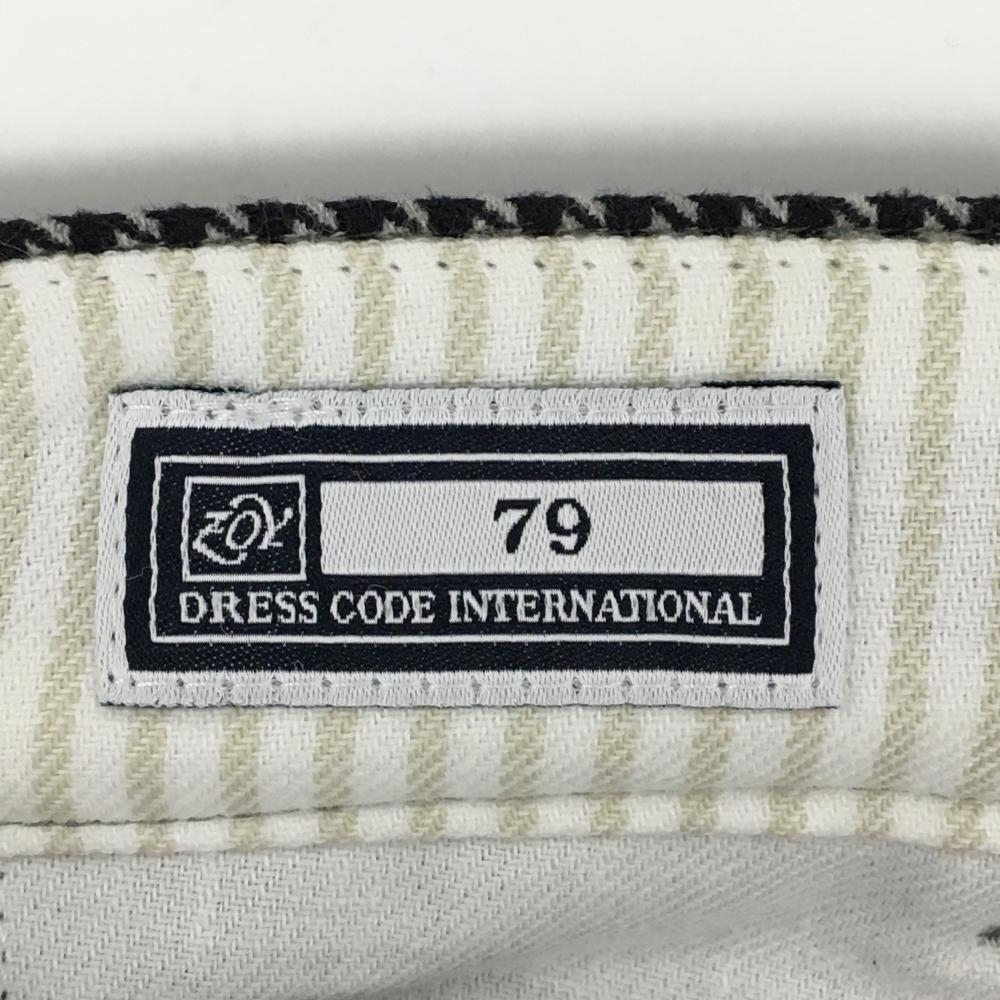 ZOY
79
DRESS CODE INTERNATIONAL